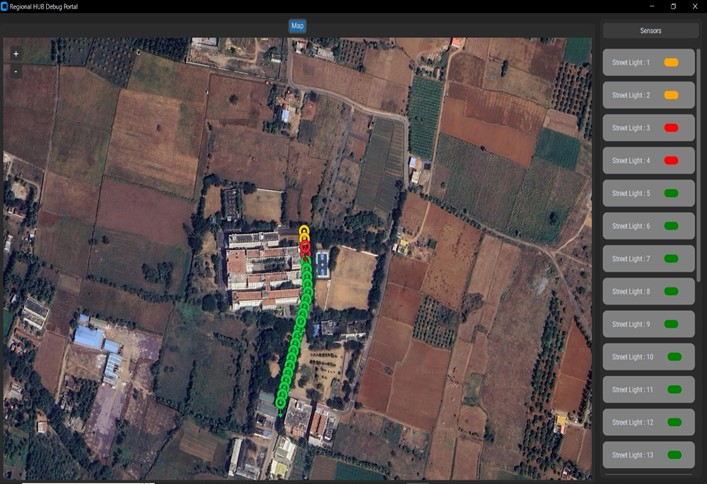 Regional HUB Debug Portal
Map
Sensors
+
-
Street Light : 1
Street Light : 2
Street Light : 3
Street Light : 4
Street Light : 5
Street Light : 6
Street Light : 7
Street Light : 8
Street Light : 9
Street Light : 10
Street Light : 11
Street Light : 12
Street Light : 13